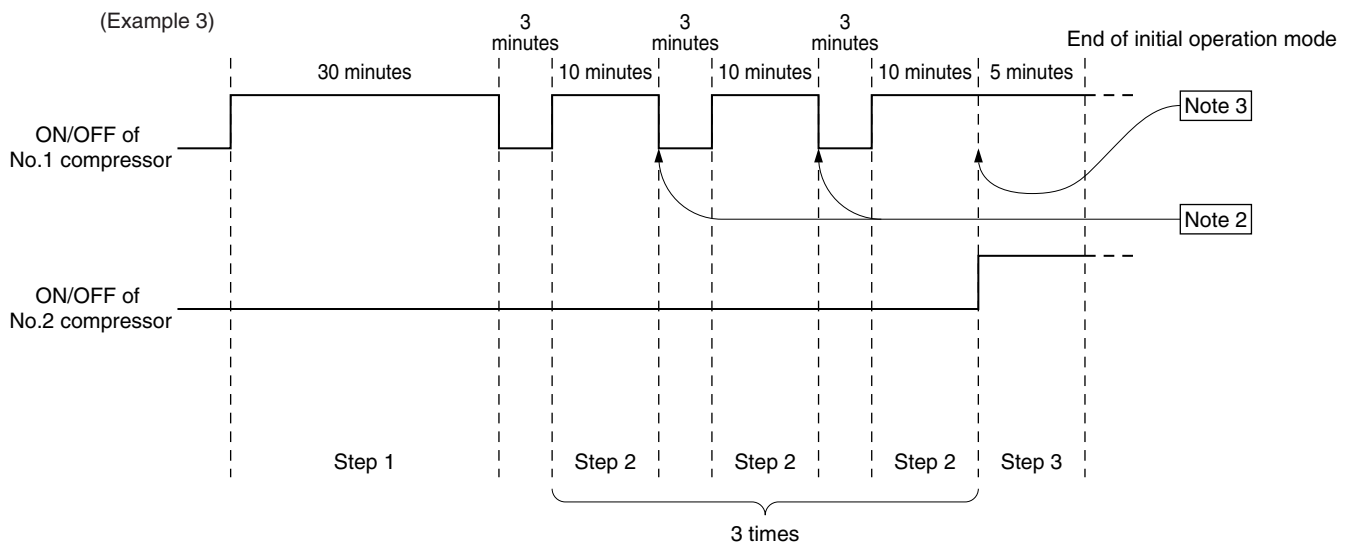 (Example 3)
3
minutes
3
minutes
3
minutes
End of initial operation mode
30 minutes
10 minutes
10 minutes
10 minutes
5 minutes
Note 3
ON/OFF of
No.1 compressor
Note 2
ON/OFF of
No.2 compressor
Step 1
Step 2
Step 2
Step 2
Step 3
3 times